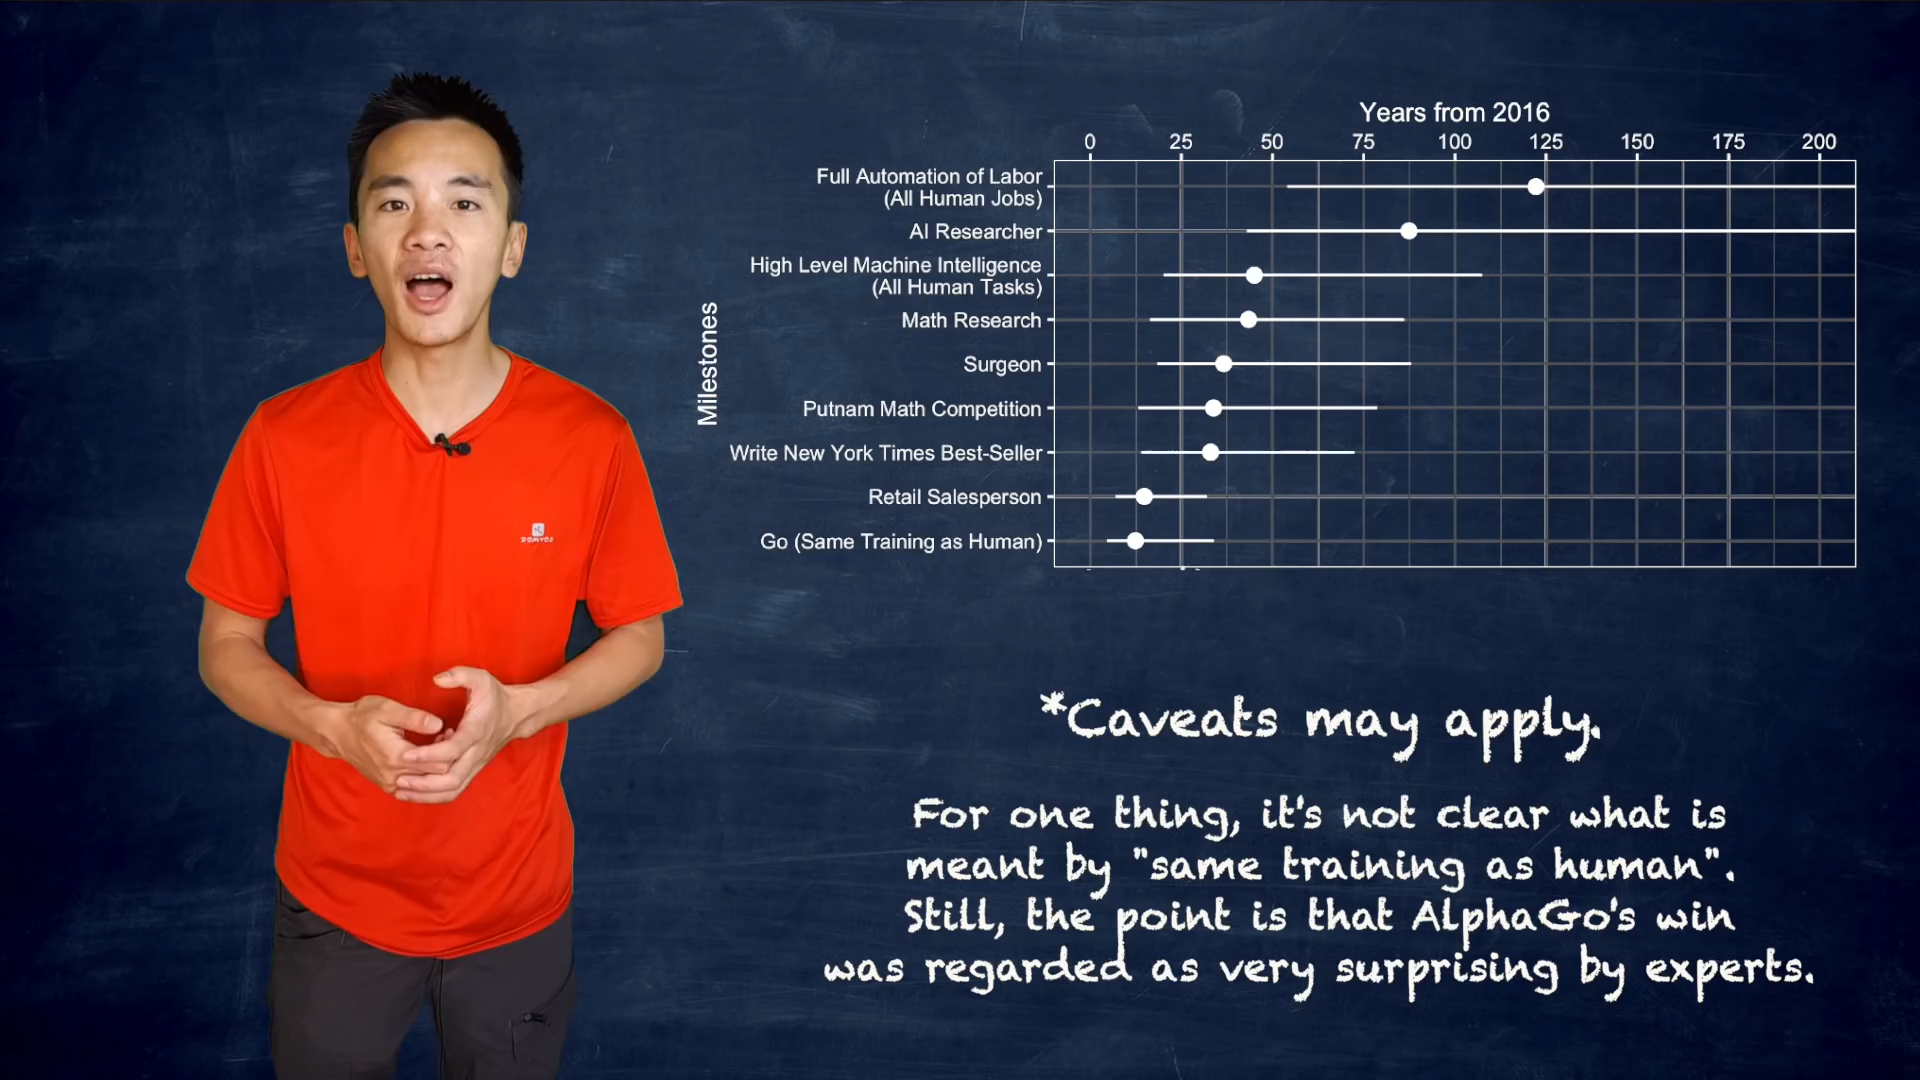 Years from 2016
0 25 50 75 100 125 150 175 200
Milestones
Full Automation of Labor
(All Human Jobs)
AI Researcher
High Level Machine Intelligence
(All Human Tasks)
Math Research
Surgeon
Putnam Math Competition
Write New York Times Best-Seller
Retail Salesperson
Go (Same Training as Human)
DOMYOS
*Caveats may apply.
For one thing, it's not clear what is
meant by "same training as human".
Still, the point is that AlphaGo's win
was regarded as very surprising by experts.